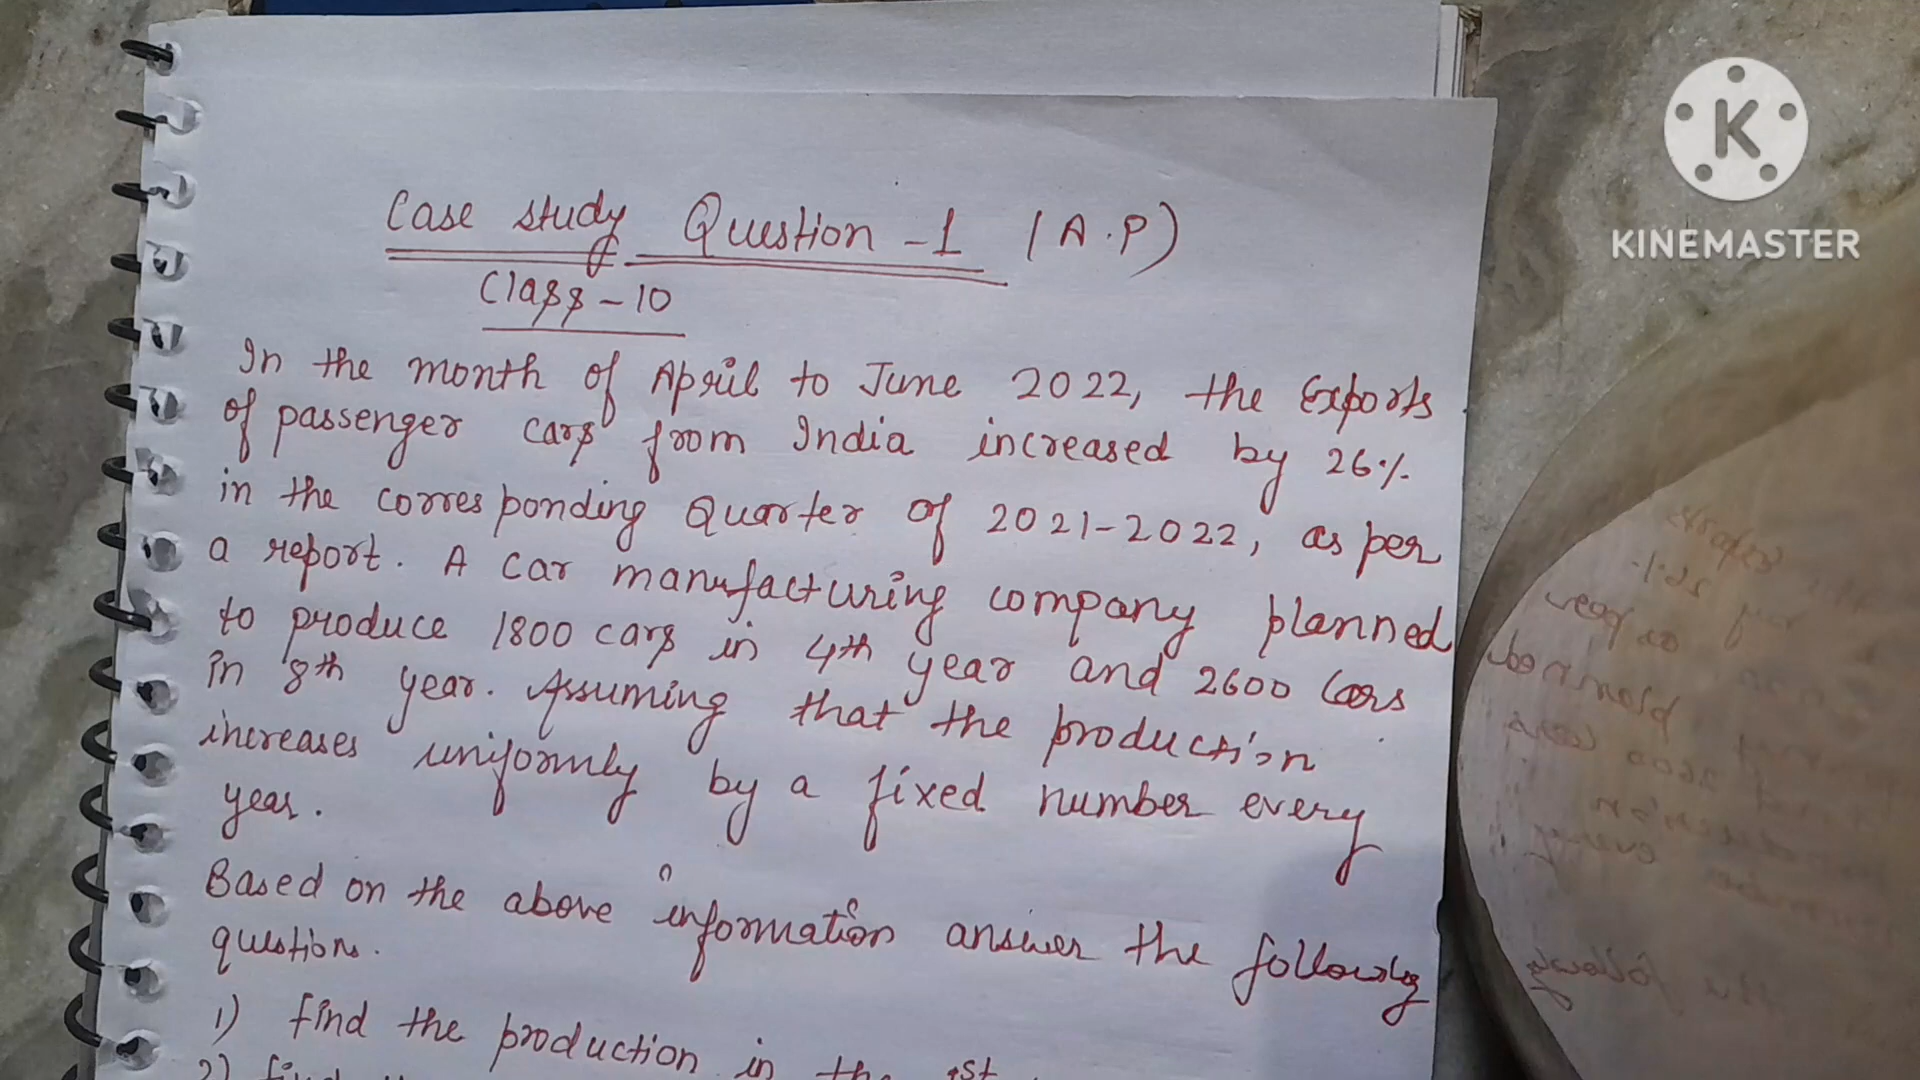 Case study Question -1 (A.P)
Class - 10
In the month of April to June 2022, the Exports
of passenger cars from India increased by 26%
in the corresponding Quarter of 2021-2022, as per
a report. A car manufacturing company planned
to produce 1800 cars in 4th year and 2600 Cars
in 8th year. Assuming that the production
increases uniformly by a fixed number every
year.
Based on the above information answer the following
questions.
1) find the production in the 1st
2) find
K
KINEMASTER